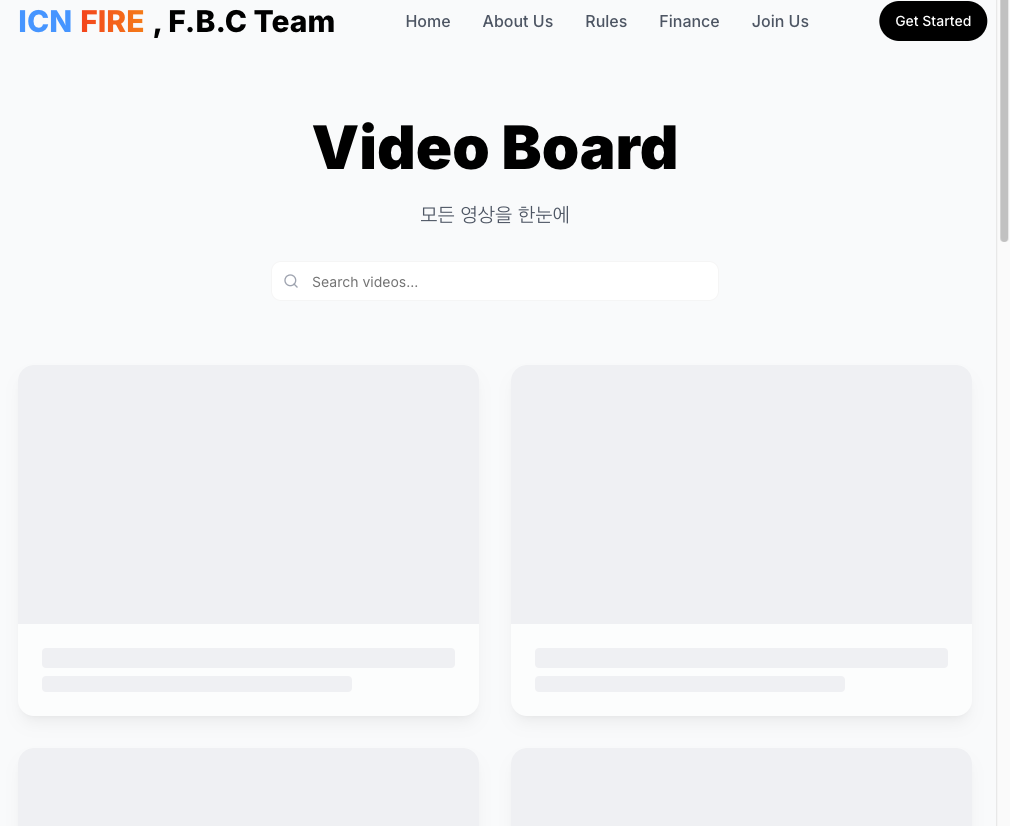 ICN FIRE , F.B.C Team
Home About Us Rules Finance Join Us
Get Started
Video Board
모든 영상을 한눈에
Search videos...